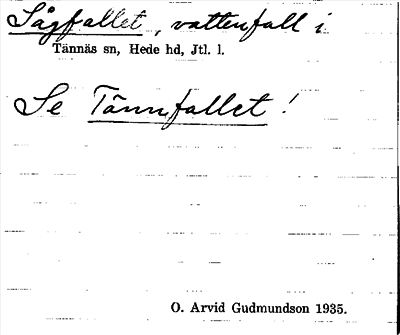 Sågfallet, vattenfall i
Tännäs sn, Hede hd, Jtl. l.
Se Tännfallet!
O. Arvid Gudmundson 1935.